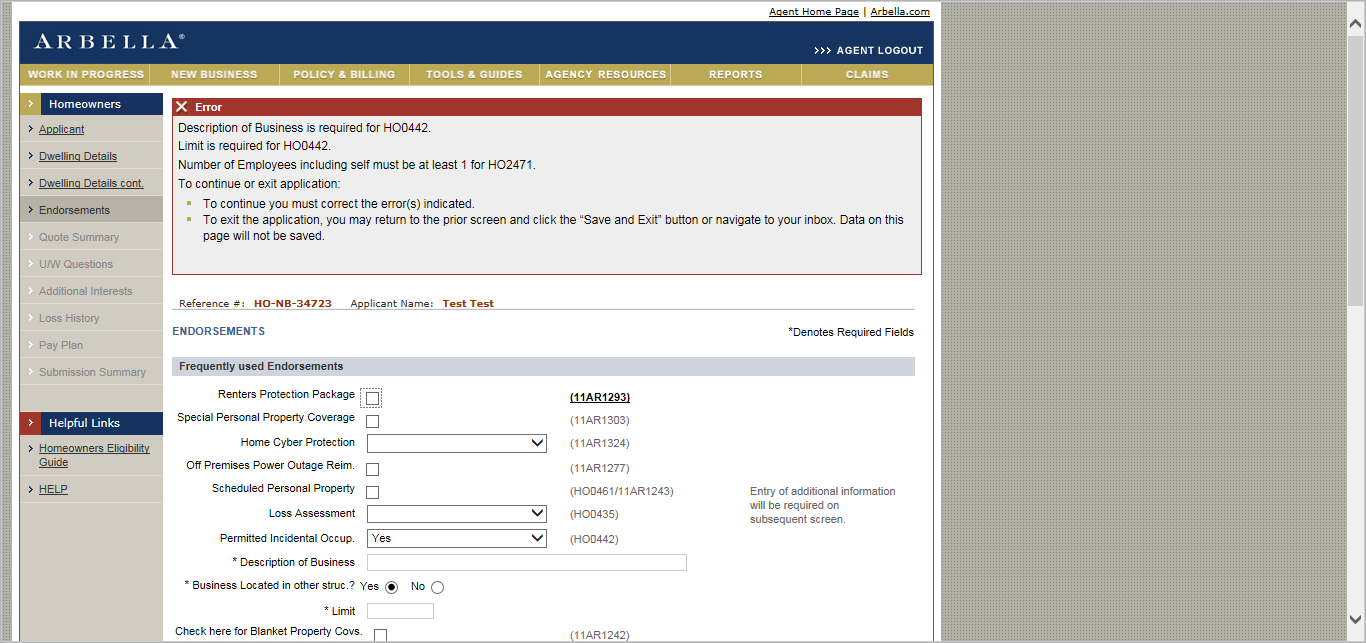 Agent Home Page | Arbella.com
ARBELLA®
>>> AGENT LOGOUT
WORK IN PROGRESS NEW BUSINESS POLICY & BILLING TOOLS & GUIDES AGENCY RESOURCES REPORTS CLAIMS
Homeowners
Applicant
Dwelling Details
Dwelling Details cont.
Endorsements
Quote Summary
U/W Questions
Additional Interests
Loss History
Pay Plan
Submission Summary
Helpful Links
Homeowners Eligibility
Guide
HELP
Error
Description of Business is required for HO0442.
Limit is required for HO0442.
Number of Employees including self must be at least 1 for HO2471.
To continue or exit application:
To continue you must correct the error(s) indicated.
To exit the application, you may return to the prior screen and click the “Save and Exit” button or navigate to your inbox. Data on this
page will not be saved.
Reference #: HO-NB-34723 Applicant Name: Test Test
ENDORSEMENTS *Denotes Required Fields
Frequently used Endorsements
Renters Protection Package (11AR1293)
Special Personal Property Coverage (11AR1303)
Home Cyber Protection (11AR1324)
Off Premises Power Outage Reim. (11AR1277)
Scheduled Personal Property (HO0461/11AR1243) Entry of additional information
will be required on
subsequent screen.
Loss Assessment (HO0435)
Permitted Incidental Occup. Yes (HO0442)
* Description of Business
* Business Located in other struc.? Yes No
* Limit
Check here for Blanket Property Covs. (11AR1242)